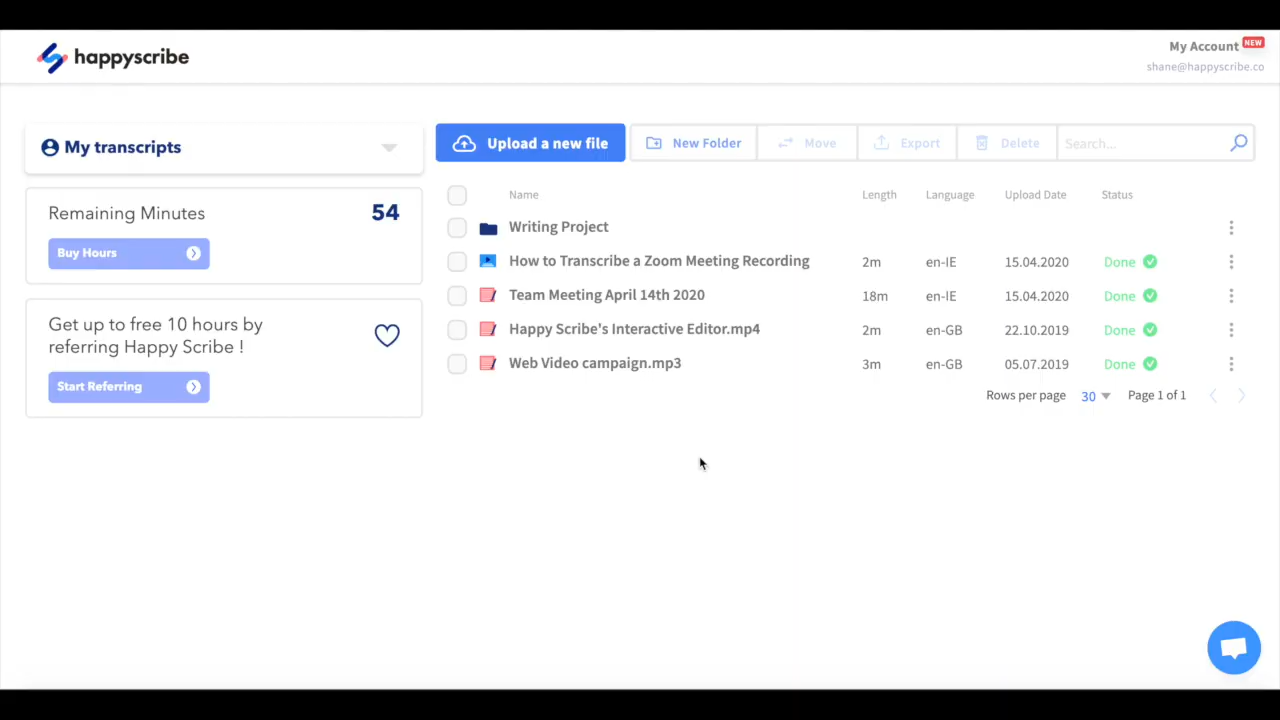 happyscribe
My Account NEW
shane@happyscribe.co
My transcripts
Remaining Minutes 54
Buy Hours
Get up to free 10 hours by
referring Happy Scribe !
Start Referring
Upload a new file New Folder Move Export Delete Search...
Name Length Language Upload Date Status
Writing Project
How to Transcribe a Zoom Meeting Recording 2m en-IE 15.04.2020 Done
Team Meeting April 14th 2020 18m en-IE 15.04.2020 Done
Happy Scribe's Interactive Editor.mp4 2m en-GB 22.10.2019 Done
Web Video campaign.mp3 3m en-GB 05.07.2019 Done
Rows per page 30 Page 1 of 1